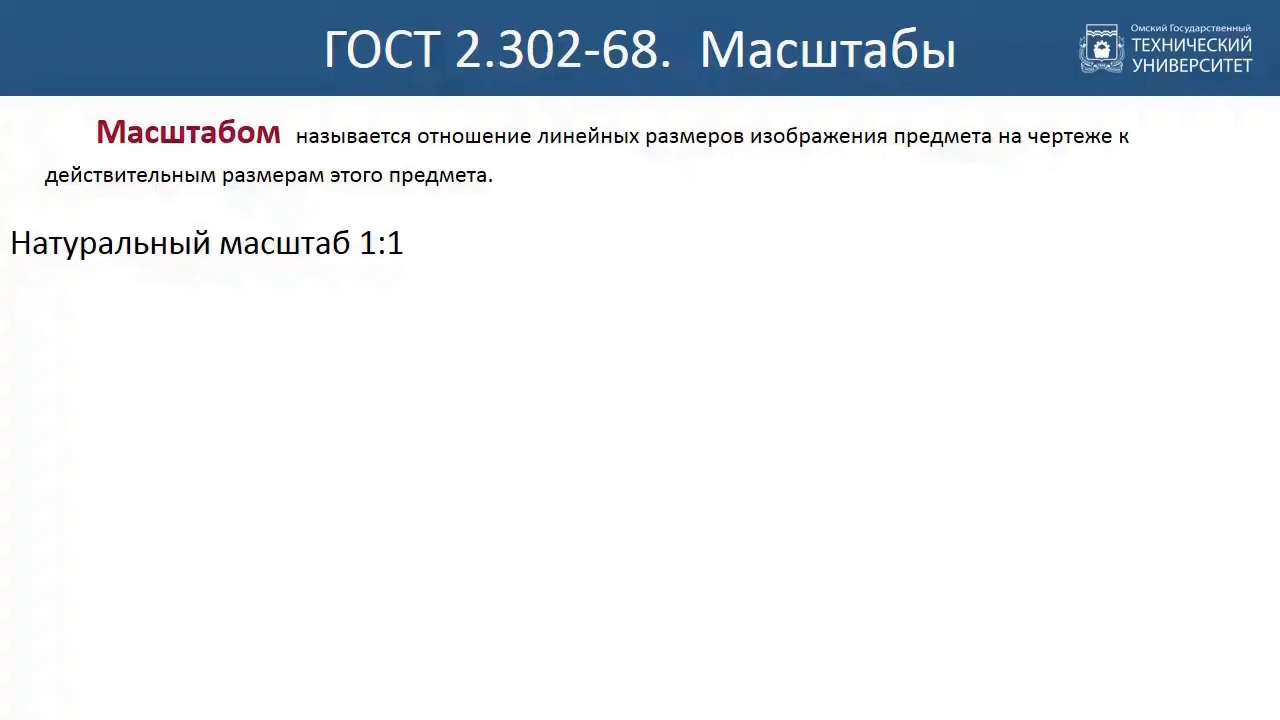 ГОСТ 2.302-68. Масштабы
Омский Государственный
ТЕХНИЧЕСКИЙ
УНИВЕРСИТЕТ
Масштабом называется отношение линейных размеров изображения предмета на чертеже к
действительным размерам этого предмета.
Натуральный масштаб 1:1